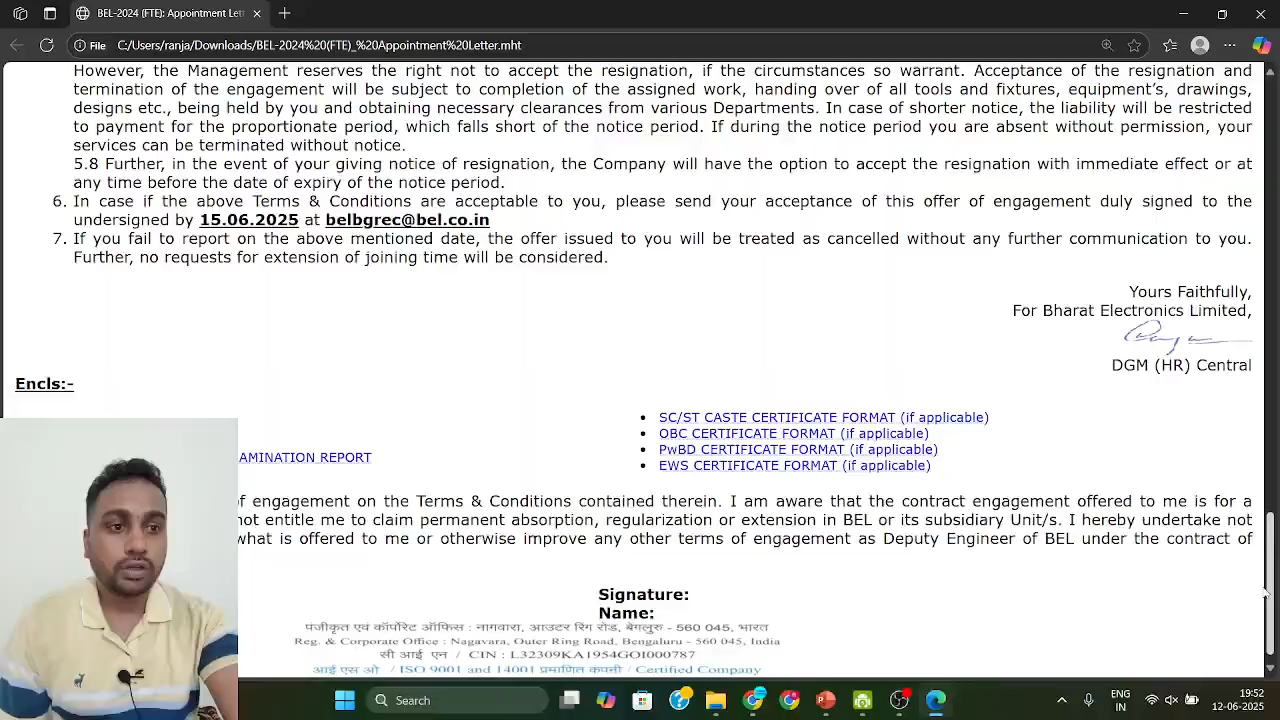 BEL-2024 (FTE): Appointment Lett
File C:/Users/ranja/Downloads/BEL-2024%20(FTE)_%20Appointment%20Letter.mht
However, the Management reserves the right not to accept the resignation, if the circumstances so warrant. Acceptance of the resignation and
termination of the engagement will be subject to completion of the assigned work, handing over of all tools and fixtures, equipment's, drawings,
designs etc., being held by you and obtaining necessary clearances from various Departments. In case of shorter notice, the liability will be restricted
to payment for the proportionate period, which falls short of the notice period. If during the notice period you are absent without permission, your
services can be terminated without notice.
5.8 Further, in the event of your giving notice of resignation, the Company will have the option to accept the resignation with immediate effect or at
any time before the date of expiry of the notice period.
6. In case if the above Terms & Conditions are acceptable to you, please send your acceptance of this offer of engagement duly signed to the
undersigned by 15.06.2025 at belbgrec@bel.co.in
7. If you fail to report on the above mentioned date, the offer issued to you will be treated as cancelled without any further communication to you.
Further, no requests for extension of joining time will be considered.
Yours Faithfully,
For Bharat Electronics Limited,
DGM (HR) Central
Encls:-
• SC/ST CASTE CERTIFICATE FORMAT (if applicable)
• OBC CERTIFICATE FORMAT (if applicable)
• PwBD CERTIFICATE FORMAT (if applicable)
AMINATION REPORT
• EWS CERTIFICATE FORMAT (if applicable)
of engagement on the Terms & Conditions contained therein. I am aware that the contract engagement offered to me is for a
not entitle me to claim permanent absorption, regularization or extension in BEL or its subsidiary Unit/s. I hereby undertake not
what is offered to me or otherwise improve any other terms of engagement as Deputy Engineer of BEL under the contract of
Signature:
Name:
पंजीकृत एवं कॉर्पोरेट ऑफिस : नागवारा, आउटर रिंग रोड, बेंगलुरु - 560 045, भारत
Reg. & Corporate Office : Nagavara, Outer Ring Road, Bengaluru - 560 045, India
सी आई एन / CIN : L32309KA1954GOI000787
आई एस ओ / ISO 9001 and 14001 प्रमाणित कंपनी / Certified Company
Search
ENG
IN
19:52
12-06-2025